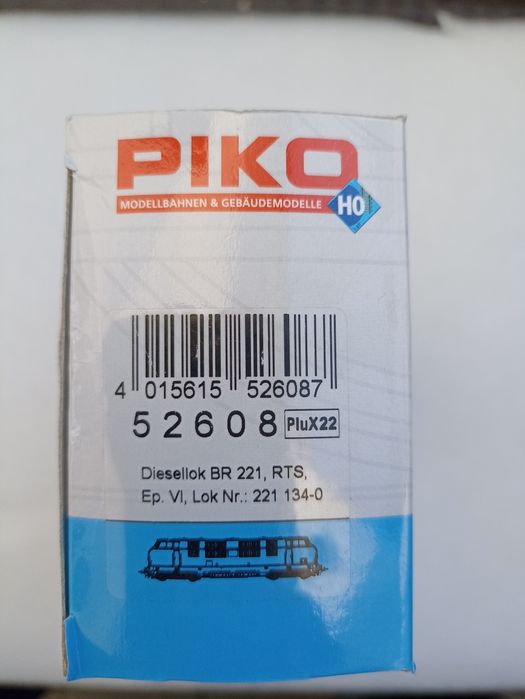 PIKO
MODELLBAHNEN & GEBÄUDEMODELLE
H0
4 015615 526087
52608 PluX22
Diesellok BR 221, RTS,
Ep. VI, Lok Nr.: 221 134-0